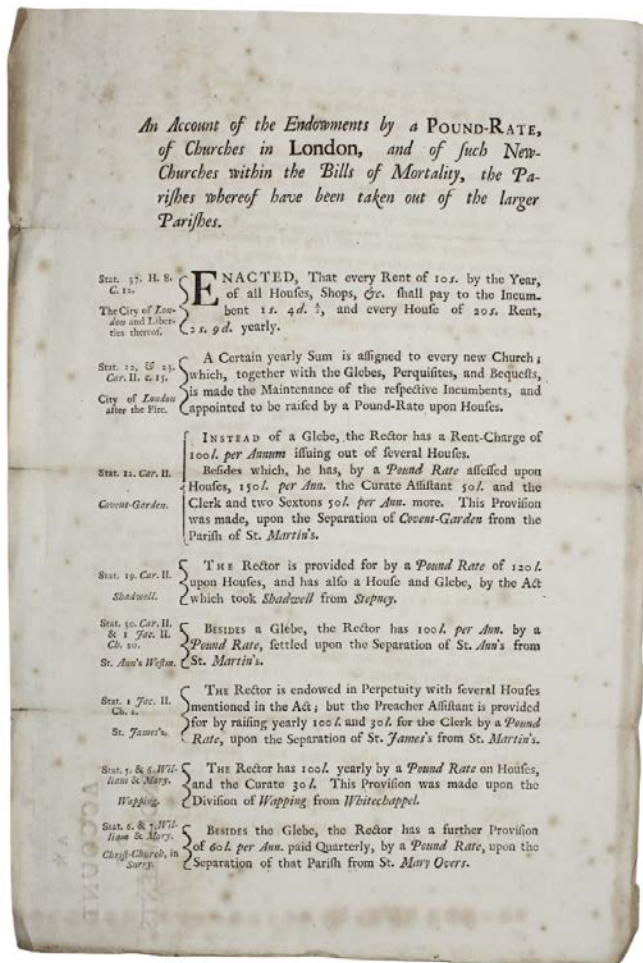 An Account of the Endowments by a POUND-RATE,
of Churches in London, and of ſuch New-
Churches within the Bills of Mortality, the Pa-
riſhes whereof have been taken out of the larger
Pariſhes.
Stat. 37. H. 8.
C. 12.
The City of Lon-
don and Liber-
ties thereof.
ENACTED, That every Rent of 10s. by the Year,
of all Houſes, Shops, &c. ſhall pay to the Incum-
bent 1s. 4d. ½, and every Houſe of 20s. Rent,
2s. 9d. yearly.
Stat. 22, & 23.
Car. II. c. 15.
City of London
after the Fire.
A Certain yearly Sum is aſſigned to every new Church;
which, together with the Glebes, Perquiſites, and Bequeſts,
is made the Maintenance of the reſpective Incumbents, and
appointed to be raiſed by a Pound-Rate upon Houſes.
Stat. 12. Car. II.
Covent-Garden.
INSTEAD of a Glebe, the Rector has a Rent-Charge of
100l. per Annum iſſuing out of ſeveral Houſes.
Beſides which, he has, by a Pound Rate aſſeſſed upon
Houſes, 150l. per Ann. the Curate Aſſiſtant 50l. and the
Clerk and two Sextons 50l. per Ann. more. This Proviſion
was made, upon the Separation of Covent-Garden from the
Pariſh of St. Martin's.
Stat. 19. Car. II.
Shadwell.
THE Rector is provided for by a Pound Rate of 120l.
upon Houſes, and has alſo a Houſe and Glebe, by the Act
which took Shadwell from Stepney.
Stat. 30. Car. II.
& 1 Jac. II.
Ch. 20.
St. Ann's Weſtm.
BESIDES a Glebe, the Rector has 100l. per Ann. by a
Pound Rate, ſettled upon the Separation of St. Ann's from
St. Martin's.
Stat. 1 Jac. II.
Ch. 2.
St. James's.
THE Rector is endowed in Perpetuity with ſeveral Houſes
mentioned in the Act; but the Preacher Aſſiſtant is provided
for by raiſing yearly 100l. and 30l. for the Clerk by a Pound
Rate, upon the Separation of St. James's from St. Martin's.
Stat. 5. & 6. Wil-
liam & Mary.
Wapping.
THE Rector has 100l. yearly by a Pound Rate on Houſes,
and the Curate 30l. This Proviſion was made upon the
Diviſion of Wapping from Whitechappel.
Stat. 6. & 7. Wil-
liam & Mary.
Chriſt-Church, in
Surry.
BESIDES the Glebe, the Rector has a further Proviſion
of 60l. per Ann. paid Quarterly, by a Pound Rate, upon the
Separation of that Pariſh from St. Mary Overs.
ACCOUNT